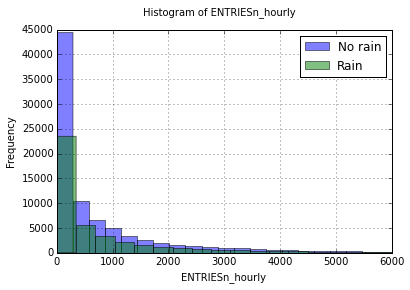 Histogram of ENTRIESn_hourly
45000
40000
35000
30000
25000
20000
15000
10000
5000
0
Frequency
No rain
Rain
0 1000 2000 3000 4000 5000 6000
ENTRIESn_hourly